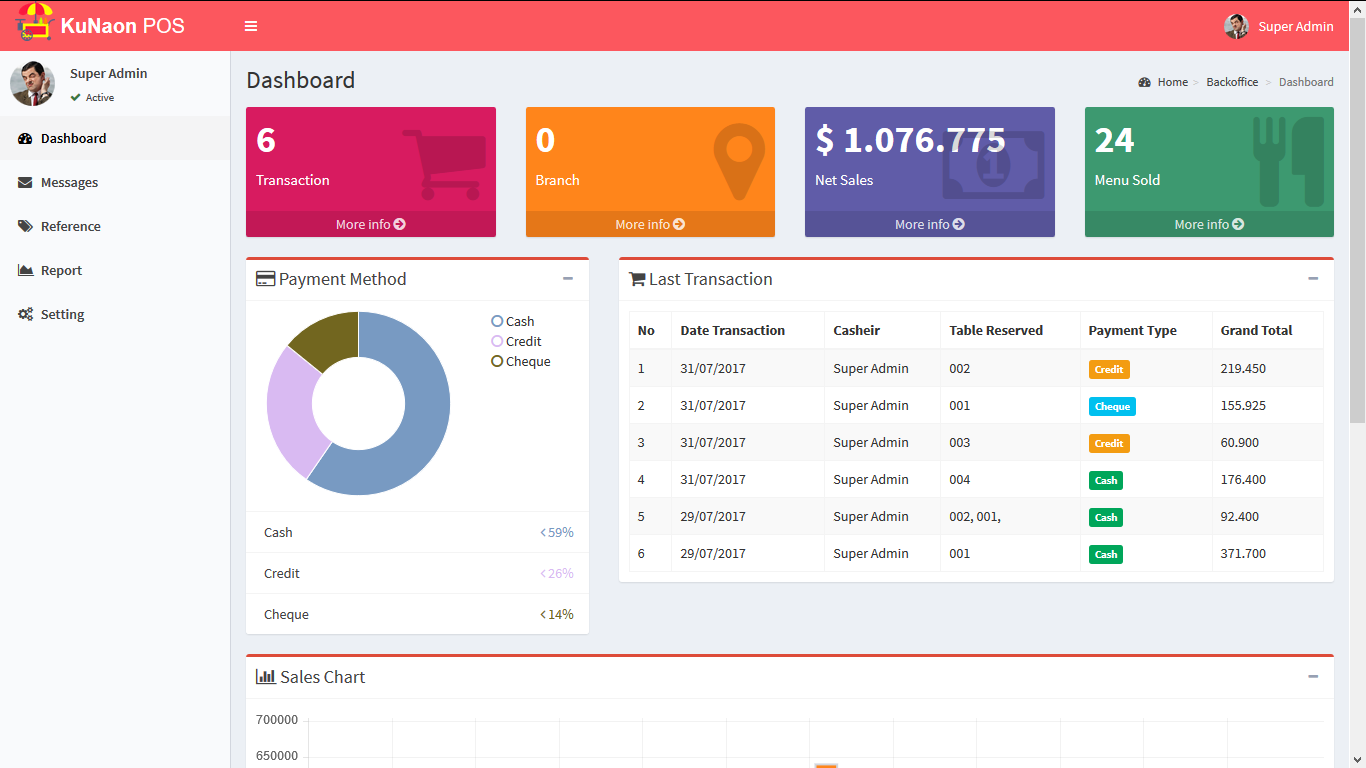 KuNaon POS
Super Admin
Super Admin
Active
Dashboard
Messages
Reference
Report
Setting
Dashboard
Home > Backoffice > Dashboard
6
Transaction
More info
0
Branch
More info
$ 1.076.775
1
Net Sales
More info
24
Menu Sold
More info
Payment Method
Cash
Credit
Cheque
Cash 59%
Credit 26%
Cheque 14%
Last Transaction
No Date Transaction Casheir Table Reserved Payment Type Grand Total
1 31/07/2017 Super Admin 002 Credit 219.450
2 31/07/2017 Super Admin 001 Cheque 155.925
3 31/07/2017 Super Admin 003 Credit 60.900
4 31/07/2017 Super Admin 004 Cash 176.400
5 29/07/2017 Super Admin 002, 001, Cash 92.400
6 29/07/2017 Super Admin 001 Cash 371.700
Sales Chart
700000
650000